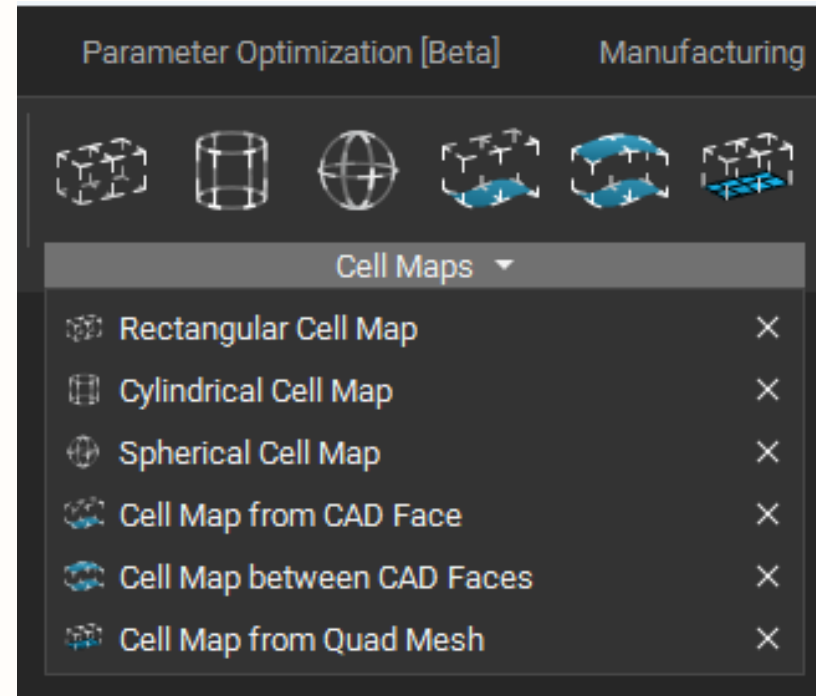 Parameter Optimization [Beta] Manufacturing
Cell Maps
Rectangular Cell Map
Cylindrical Cell Map
Spherical Cell Map
Cell Map from CAD Face
Cell Map between CAD Faces
Cell Map from Quad Mesh